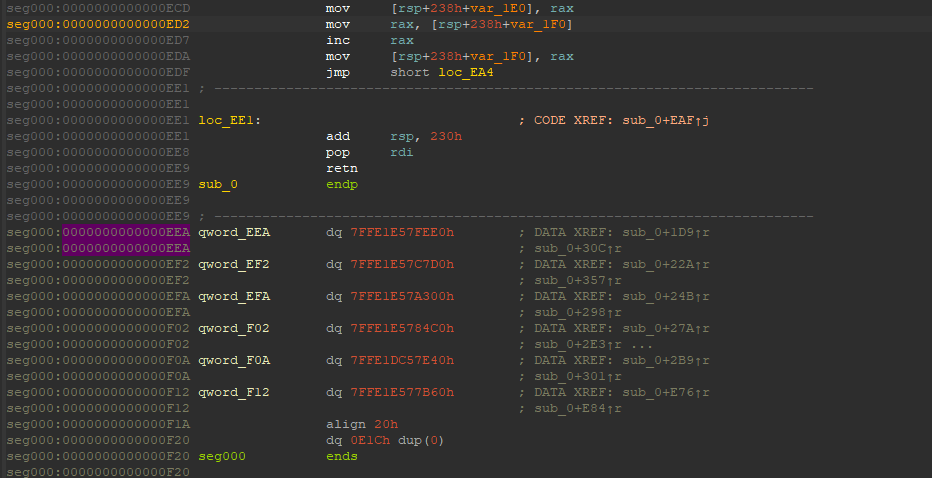 seg000:0000000000000ECD mov [rsp+238h+var_1E0], rax
seg000:0000000000000ED2 mov rax, [rsp+238h+var_1F0]
seg000:0000000000000ED7 inc rax
seg000:0000000000000EDA mov [rsp+238h+var_1F0], rax
seg000:0000000000000EDF jmp short loc_EA4
seg000:0000000000000EE1 ; ---------------------------------------------------------------------------
seg000:0000000000000EE1
seg000:0000000000000EE1 loc_EE1: ; CODE XREF: sub_0+EAF↑j
seg000:0000000000000EE1 add rsp, 230h
seg000:0000000000000EE8 pop rdi
seg000:0000000000000EE9 retn
seg000:0000000000000EE9 sub_0 endp
seg000:0000000000000EE9
seg000:0000000000000EE9 ; ---------------------------------------------------------------------------
seg000:0000000000000EEA qword_EEA dq 7FFE1E57FEE0h ; DATA XREF: sub_0+1D9↑r
seg000:0000000000000EEA ; sub_0+30C↑r
seg000:0000000000000EF2 qword_EF2 dq 7FFE1E57C7D0h ; DATA XREF: sub_0+22A↑r
seg000:0000000000000EF2 ; sub_0+357↑r
seg000:0000000000000EFA qword_EFA dq 7FFE1E57A300h ; DATA XREF: sub_0+24B↑r
seg000:0000000000000EFA ; sub_0+298↑r
seg000:0000000000000F02 qword_F02 dq 7FFE1E5784C0h ; DATA XREF: sub_0+27A↑r
seg000:0000000000000F02 ; sub_0+2E3↑r ...
seg000:0000000000000F0A qword_F0A dq 7FFE1DC57E40h ; DATA XREF: sub_0+2B9↑r
seg000:0000000000000F0A ; sub_0+301↑r
seg000:0000000000000F12 qword_F12 dq 7FFE1E577B60h ; DATA XREF: sub_0+E76↑r
seg000:0000000000000F12 ; sub_0+E84↑r
seg000:0000000000000F1A align 20h
seg000:0000000000000F20 dq 0E1Ch dup(0)
seg000:0000000000000F20 seg000 ends
seg000:0000000000000F20